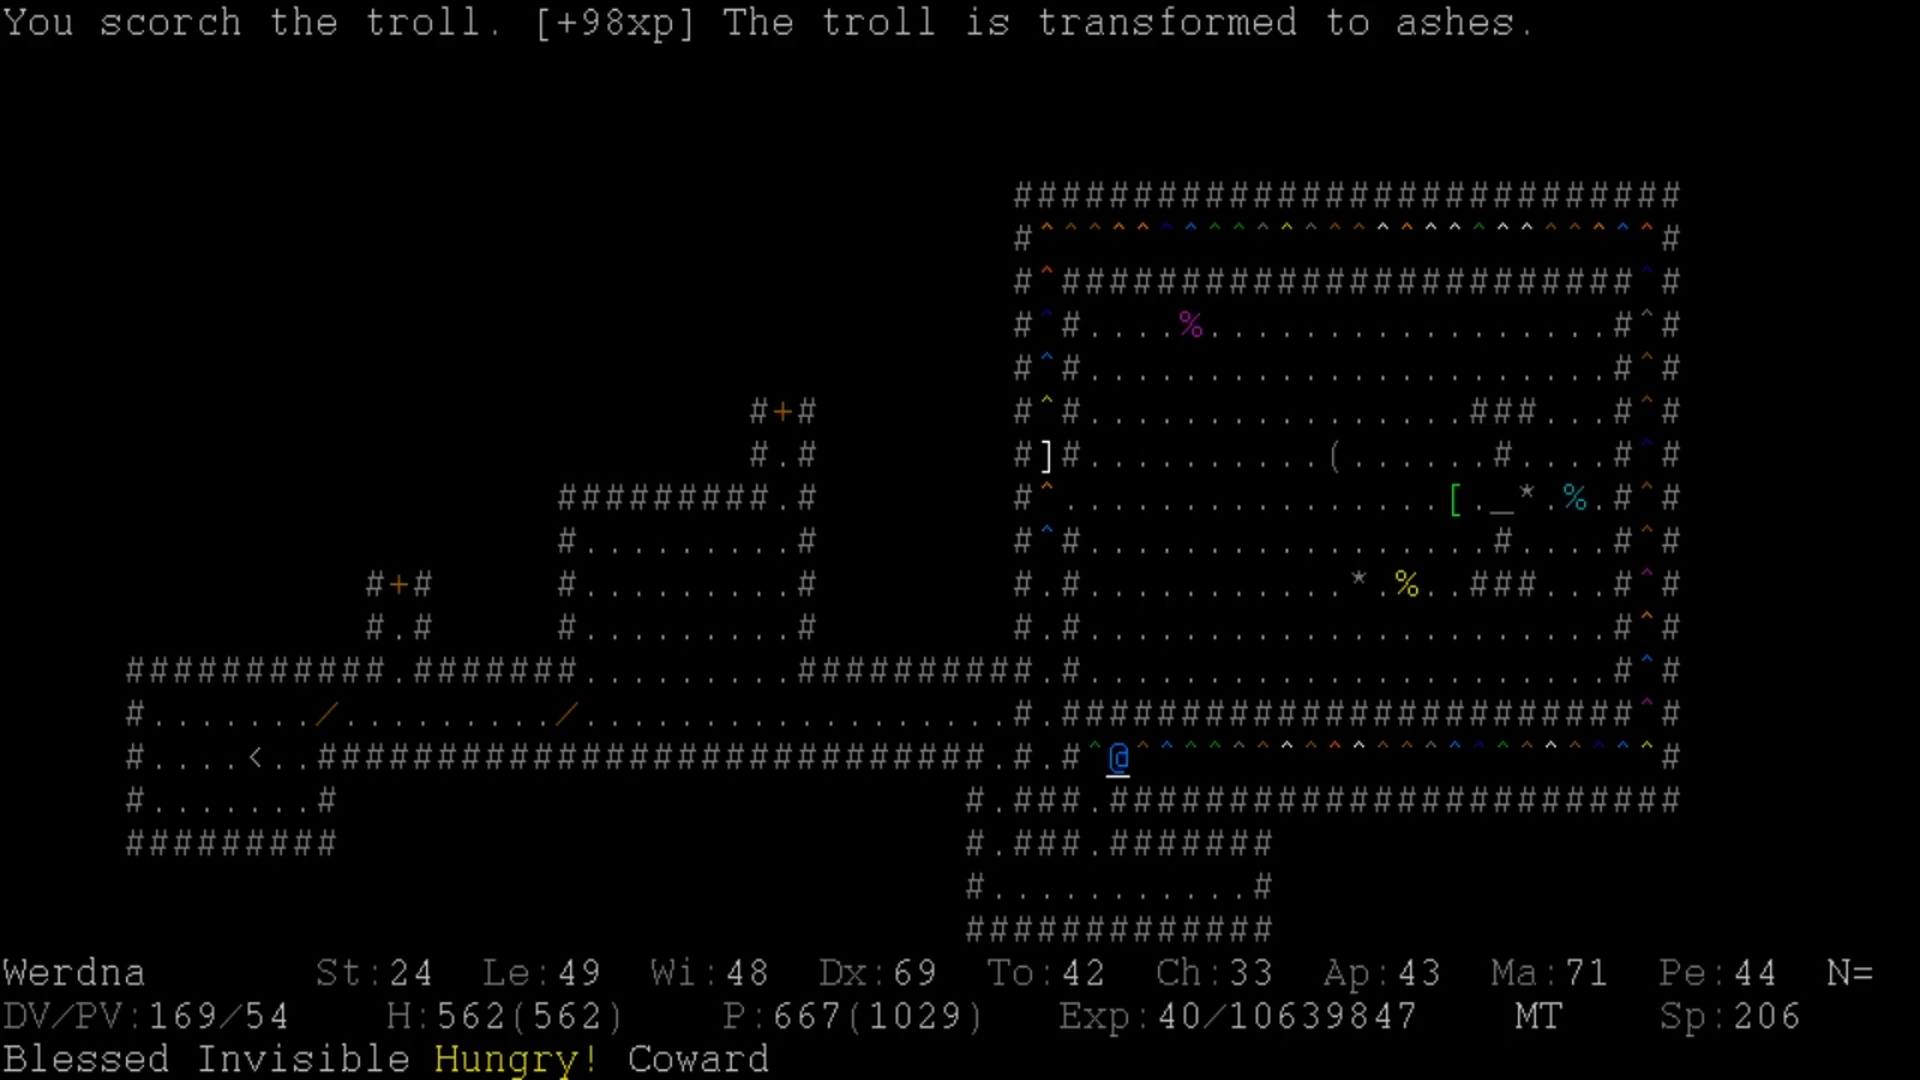 You scorch the troll. [+98xp] The troll is transformed to ashes.
Werdna St:24 Le:49 Wi:48 Dx:69 To:42 Ch:33 Ap:43 Ma:71 Pe:44 N=
DV/PV:169/54 H:562(562) P:667(1029) Exp:40/10639847 MT Sp:206
Blessed Invisible Hungry! Coward